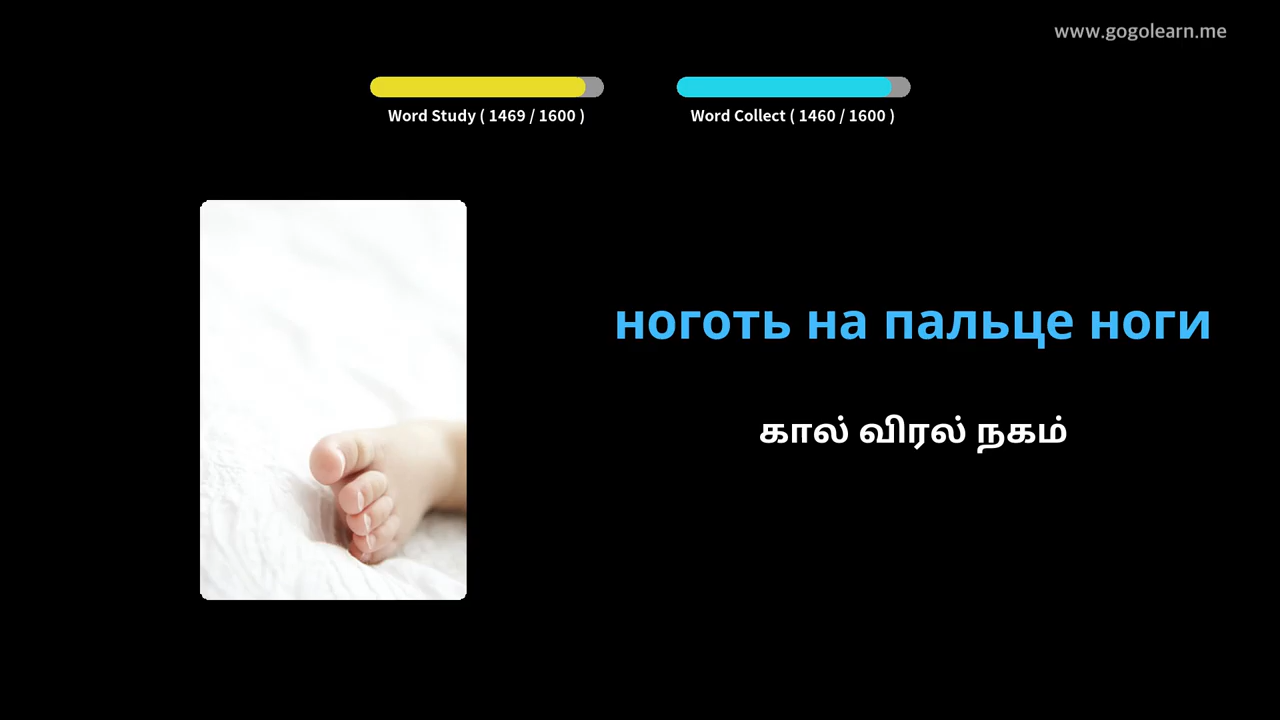 www.gogolearn.me
Word Study ( 1469 / 1600 )
Word Collect ( 1460 / 1600 )
ноготь на пальце ноги
கால் விரல் நகம்